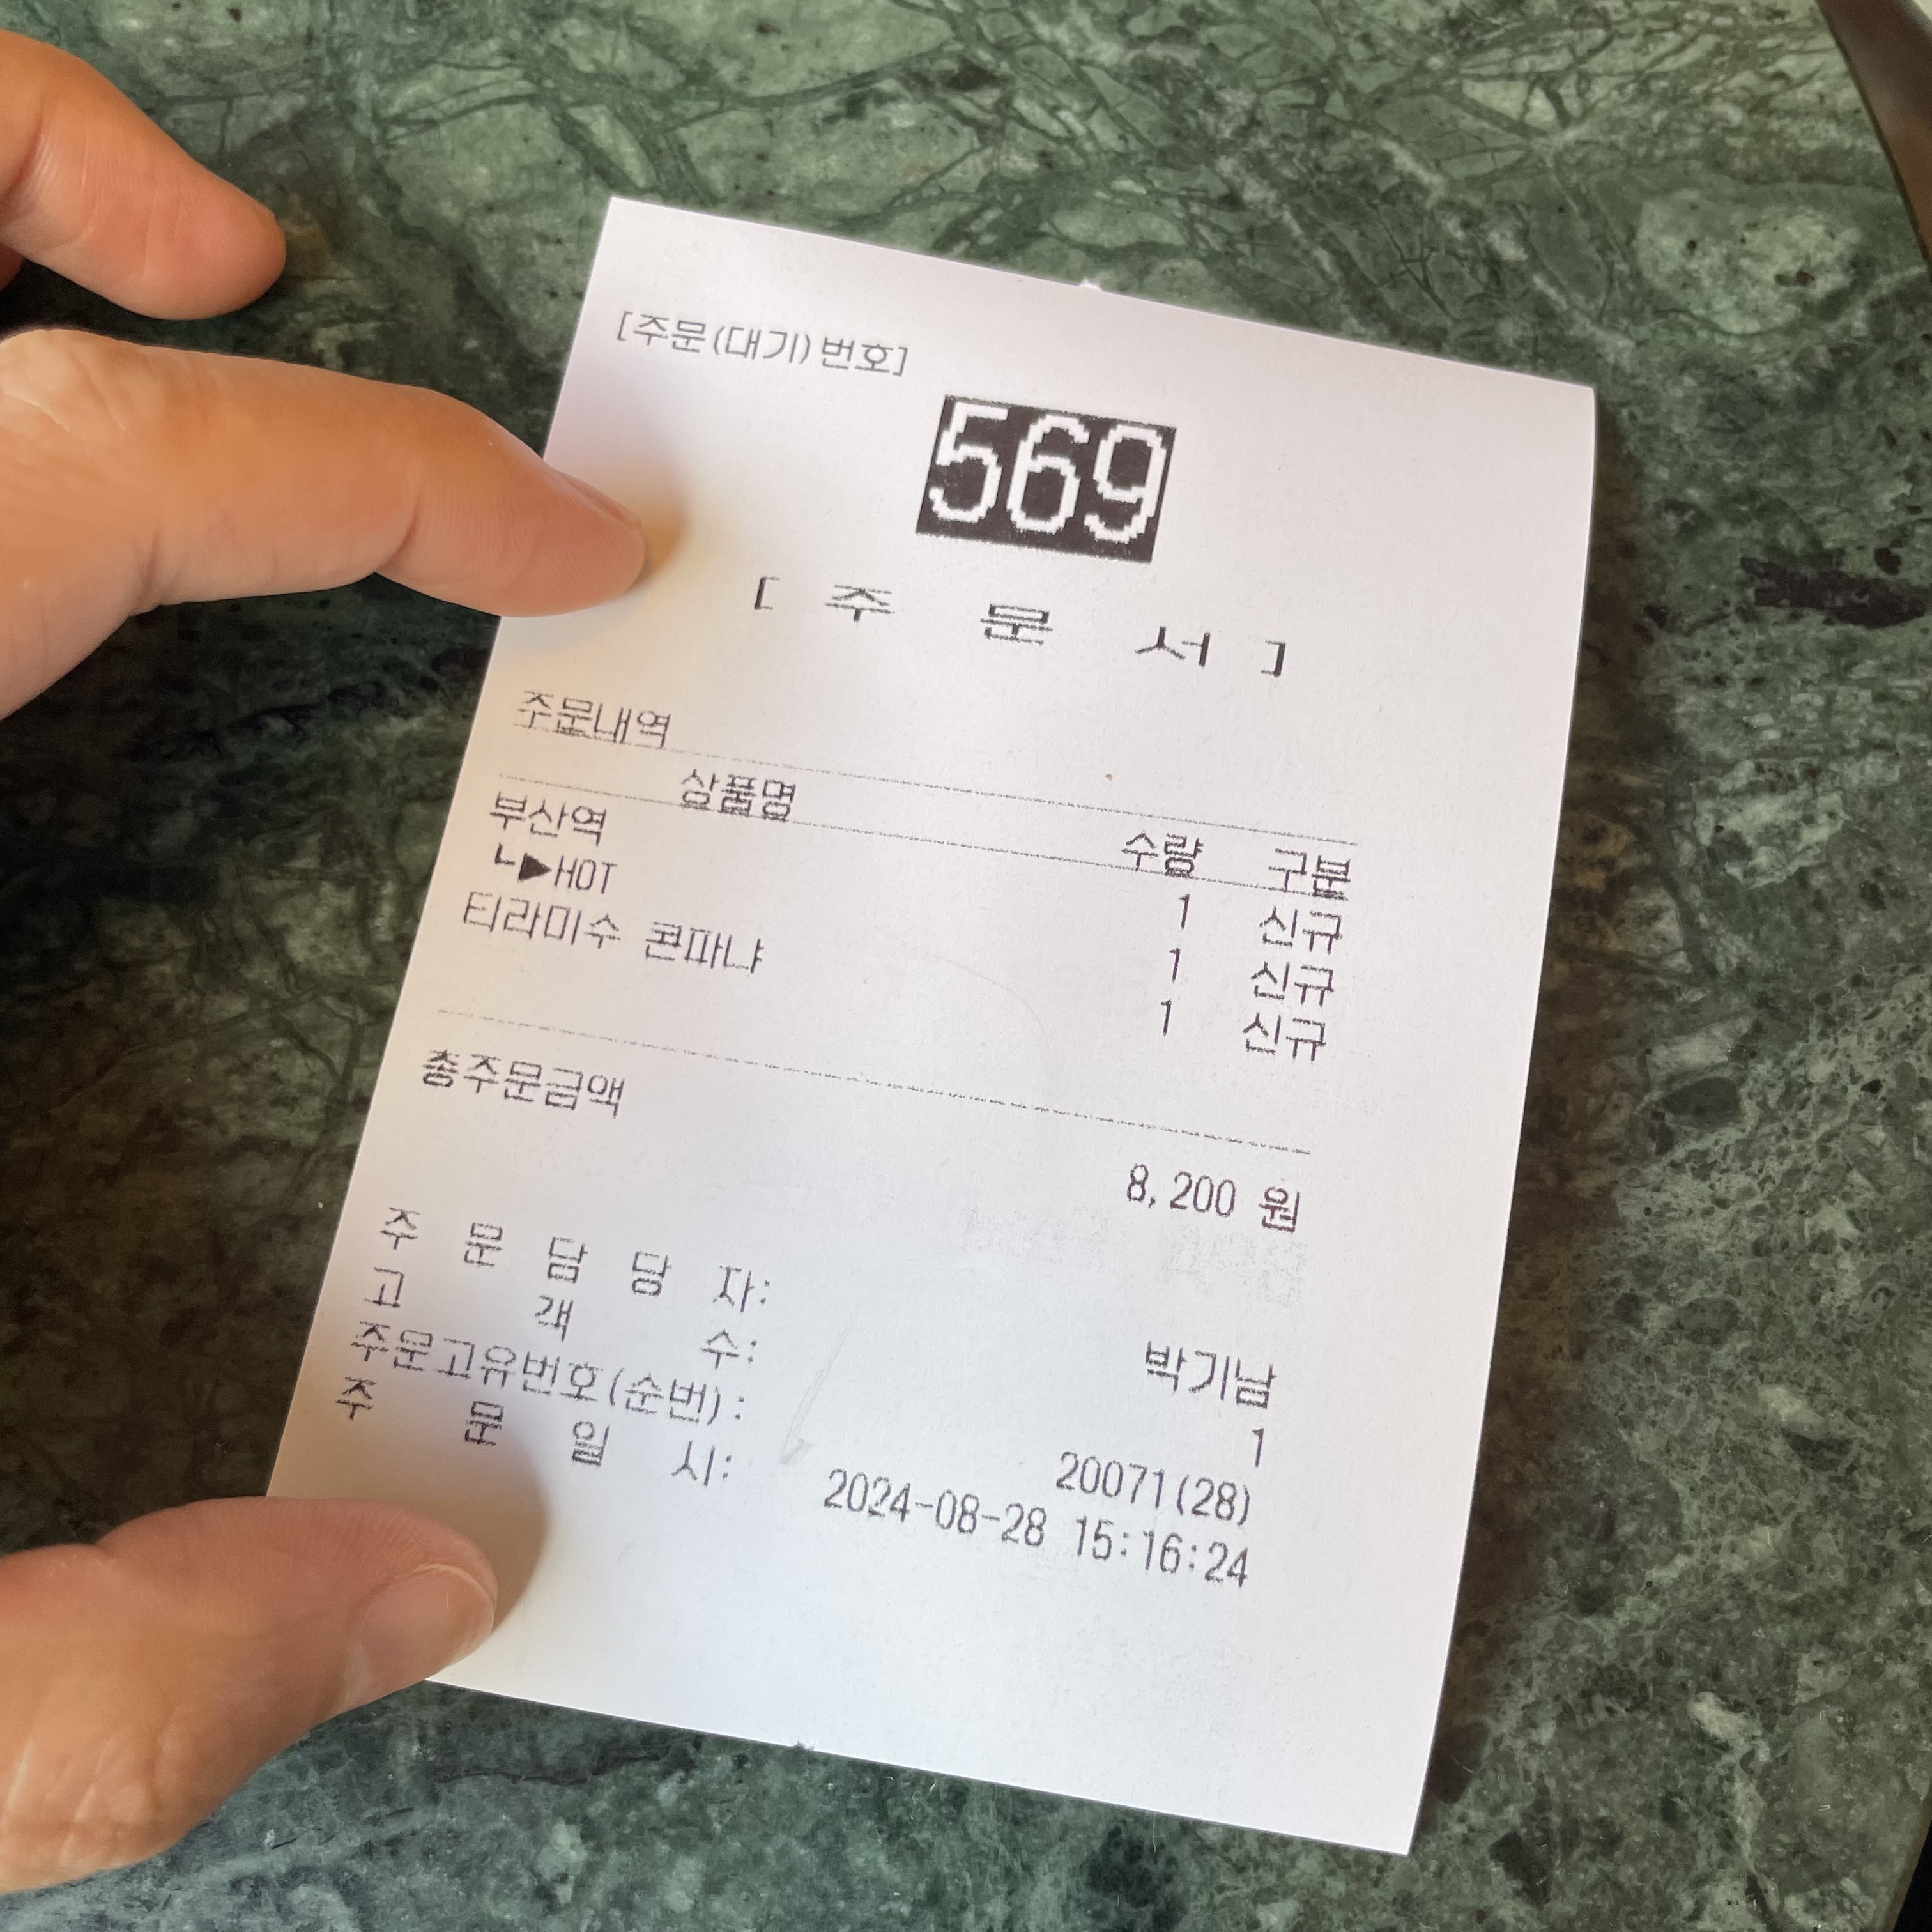 [주문(대기)번호]
569
[ 주 문 서 ]
주문내역
상품명 수량 구분
부산역 1 신규
┗▶HOT 1 신규
티라미수 콘파냐 1 신규
총주문금액
8,200 원
주 문 담 당 자: 박기남
고 객 수: 1
주문고유번호(순번): 20071(28)
주 문 일 시: 2024-08-28 15:16:24